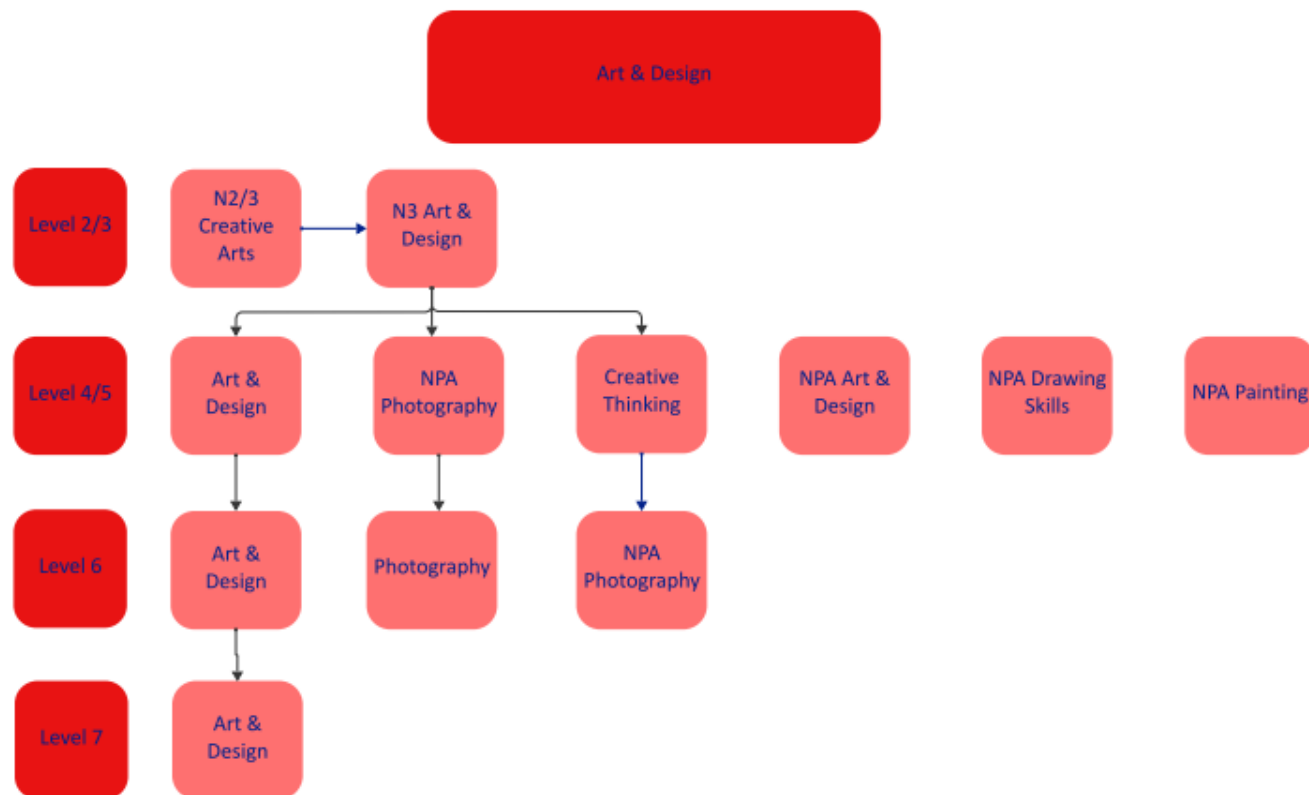 Art & Design
Level 2/3
N2/3
Creative
Arts
N3 Art &
Design
Level 4/5
Art &
Design
NPA
Photography
Creative
Thinking
NPA Art &
Design
NPA Drawing
Skills
NPA Painting
Level 6
Art &
Design
Photography
NPA
Photography
Level 7
Art &
Design